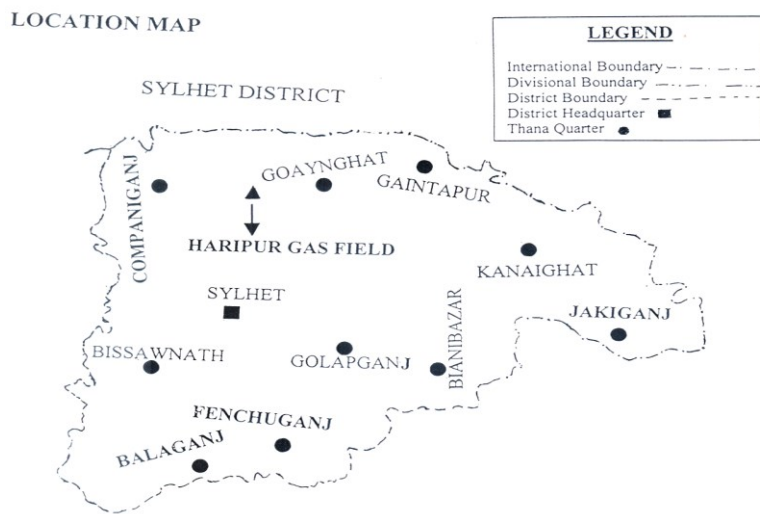 LOCATION MAP
LEGEND
International Boundary
Divisional Boundary
District Boundary
District Headquarter
Thana Quarter
SYLHET DISTRICT
COMPANIGANJ
GOAYNGHAT
GAINTAPUR
HARIPUR GAS FIELD
KANAIGHAT
SYLHET
JAKIGANJ
BISSAWNATH
GOLAPGANJ
BIANIBAZAR
FENCHUGANJ
BALAGANJ